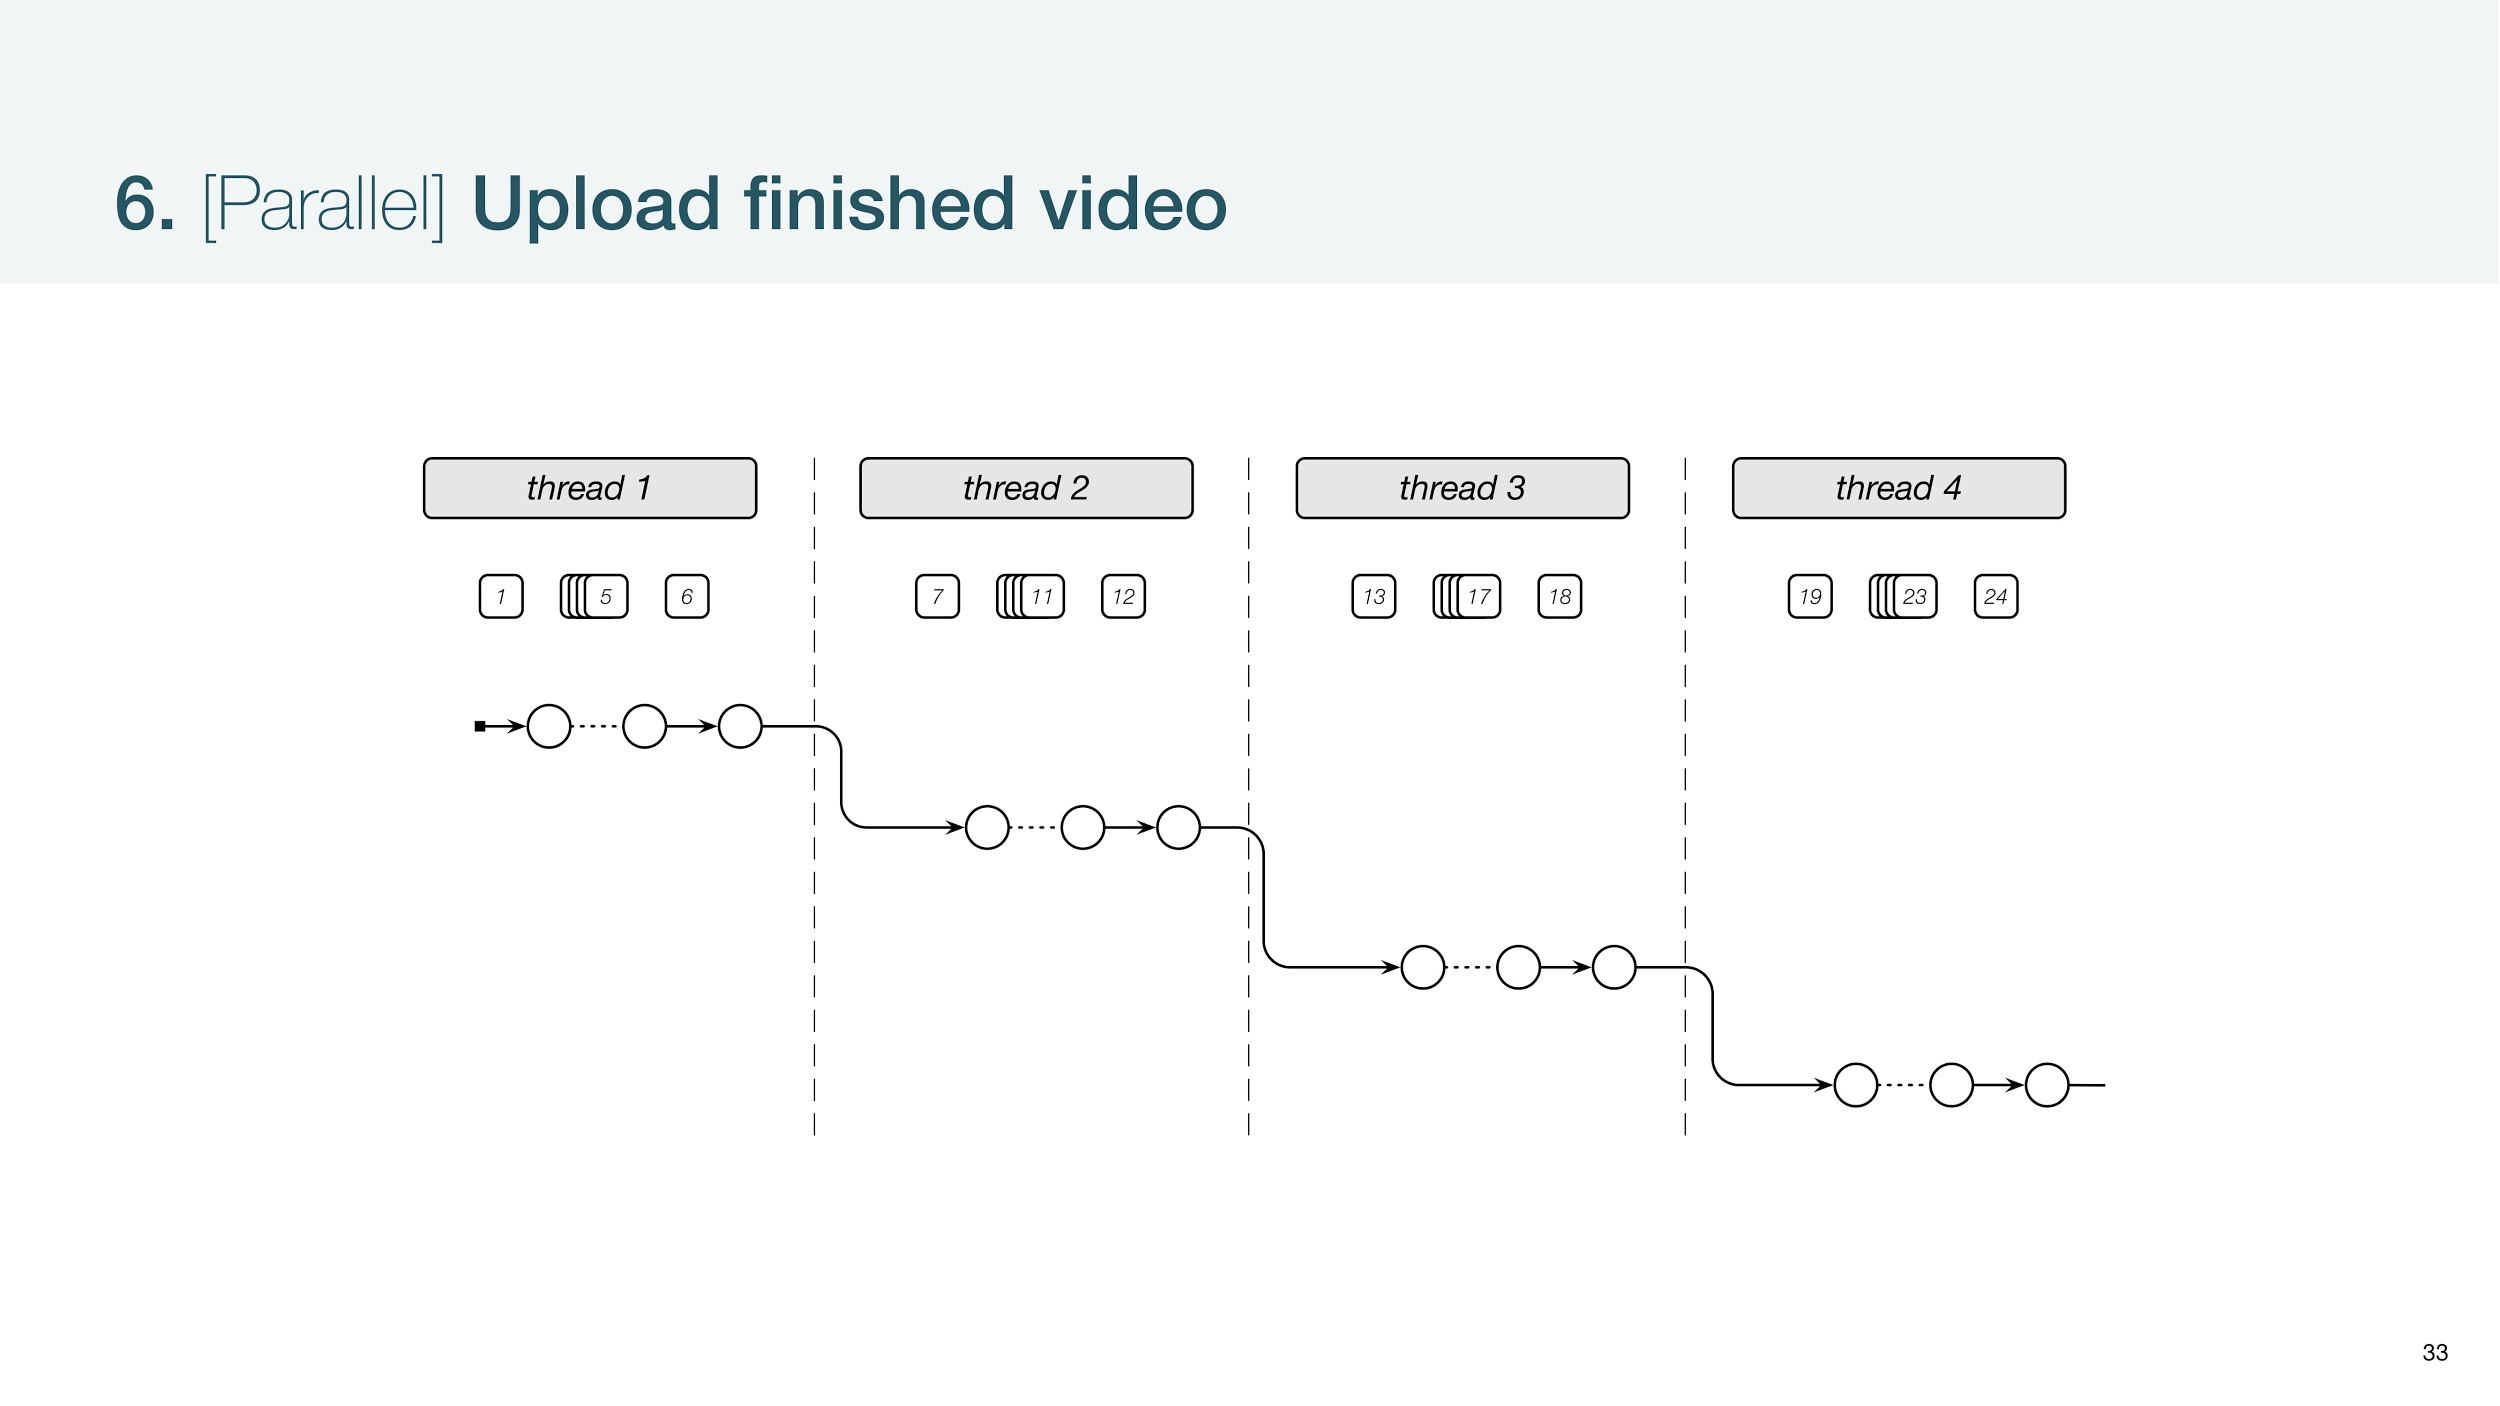 6. [Parallel] Upload finished video
thread 1 thread 2 thread 3 thread 4
1 5 6 7 11 12 13 17 18 19 23 24
33